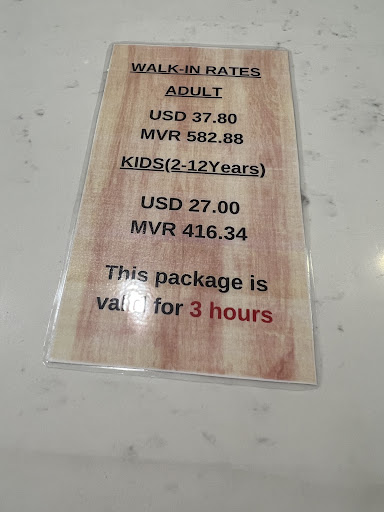 WALK-IN RATES
ADULT
USD 37.80
MVR 582.88
KIDS(2-12Years)
USD 27.00
MVR 416.34
This package is
valid for 3 hours